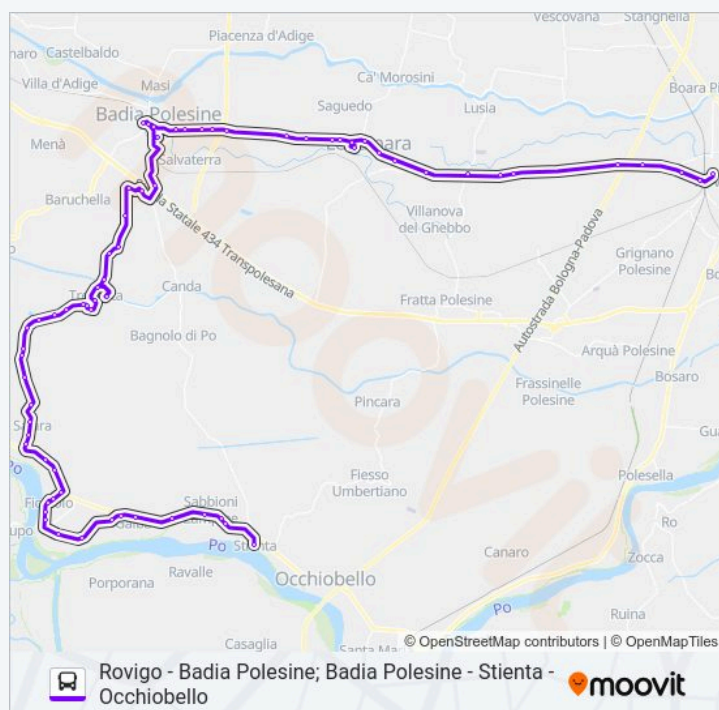 Vescovana
Stanghella
Piacenza d'Adige
Castelbaldo
Ca' Morosini
Masi
Villa d'Adige
Saguedo
Lusia
Boara
Badia Polesine
Menà
Salvaterra
Baruchella
Statale 434 Transpolesana
Villanova
del Ghebbo
Autostrada Bologna-Padova
Grignano
Polesine
Canda
Fratta Polesine
Bagnolo di Po
Arquà Polesine
Frassinelle
Polesine
Bosaro
Pincara
Fiesso
Umbertiano
Polesella
Sabbioni
Ro
Po
Stienta
Canaro
Zocca
Ravalle
Occhiobello
Porporana
Po
Ruina
Casaglia
© OpenStreetMap contributors | © OpenMapTiles
Rovigo - Badia Polesine; Badia Polesine - Stienta -
Occhiobello
moovit